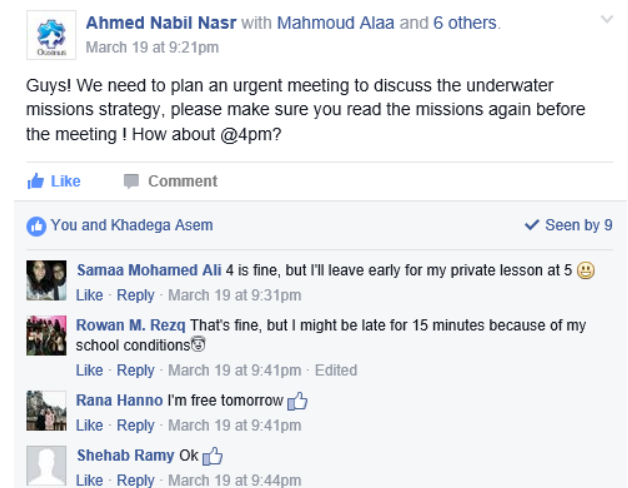 Ahmed Nabil Nasr with Mahmoud Alaa and 6 others.
March 19 at 9:21pm
Guys! We need to plan an urgent meeting to discuss the underwater
missions strategy, please make sure you read the missions again before
the meeting ! How about @4pm?
Like Comment
You and Khadega Asem Seen by 9
Samaa Mohamed Ali 4 is fine, but I'll leave early for my private lesson at 5 😃
Like · Reply · March 19 at 9:31pm
Rowan M. Rezq That's fine, but I might be late for 15 minutes because of my
school conditions
Like · Reply · March 19 at 9:41pm · Edited
Rana Hanno I'm free tomorrow 👍
Like · Reply · March 19 at 9:41pm
Shehab Ramy Ok 👍
Like · Reply · March 19 at 9:44pm